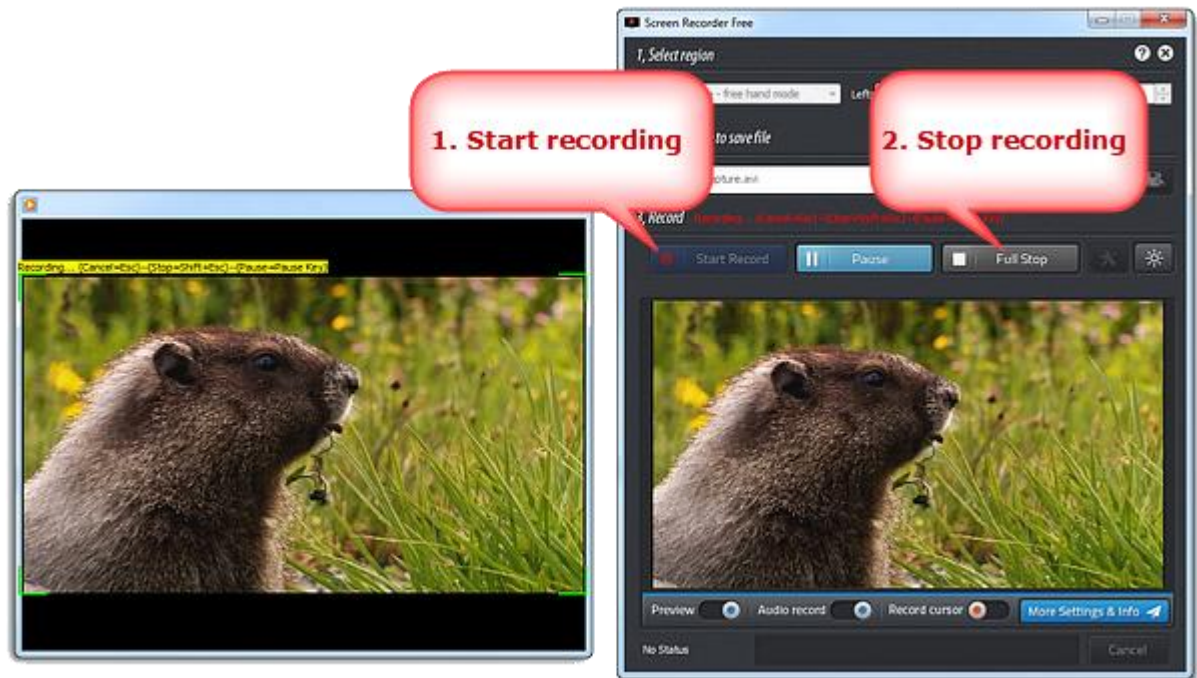 Screen Recorder Free
1, Select region
- free hand mode
Left:
1. Start recording
2. Stop recording
to save file
pture.avi
3, Record
Recording... (Cancel=Esc)--(Stop=Shift+Esc)--(Pause=Pause Key)
Start Record
Pause
Full Stop
Preview
Audio record
Record cursor
More Settings & Info
No Status
Cancel